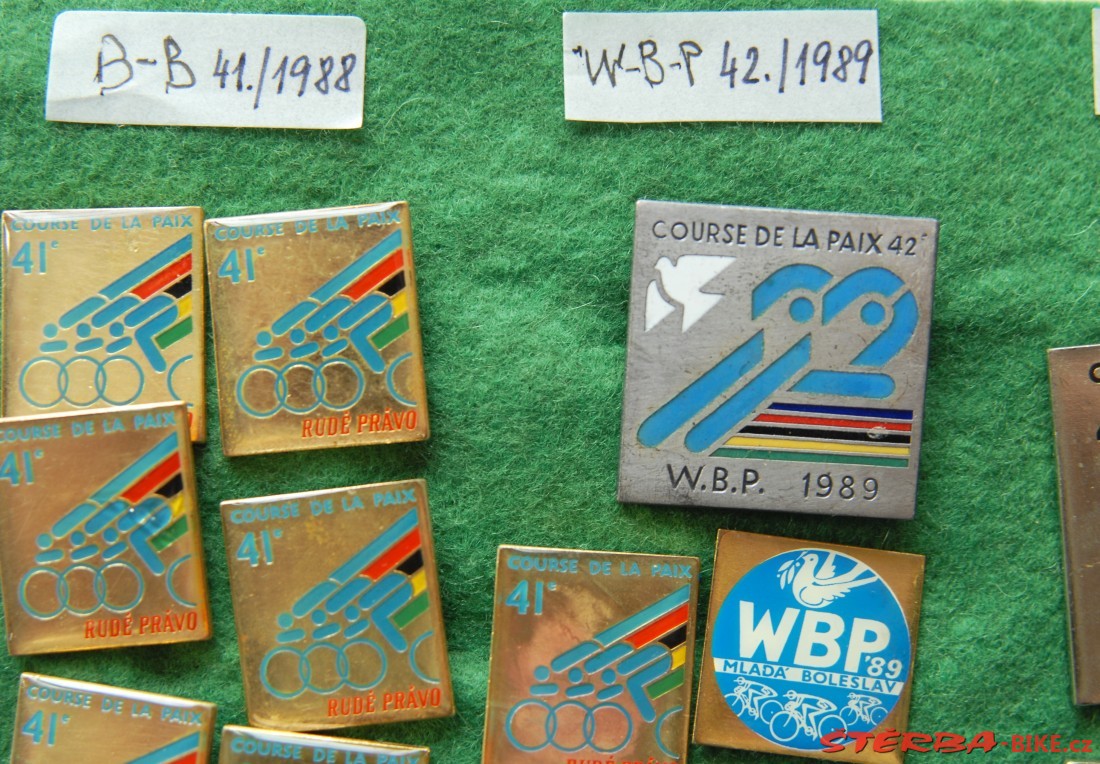 B-B 41./1988
W-B-P 42./1989
COURSE DE LA PAIX
41e
COURSE DE LA PAIX
41e
RUDÉ PRÁVO
COURSE DE LA PAIX 42e
W.B.P. 1989
COURSE DE LA PAIX
41e
RUDÉ PRÁVO
COURSE DE LA PAIX
41e
RUDÉ PRÁVO
COURSE DE LA PAIX
41e
WBP '89
MLADÁ BOLESLAV
COURSE DE LA PAIX
41e
COURSE DE LA PAIX
ŠTĚRBA-BIKE.cz